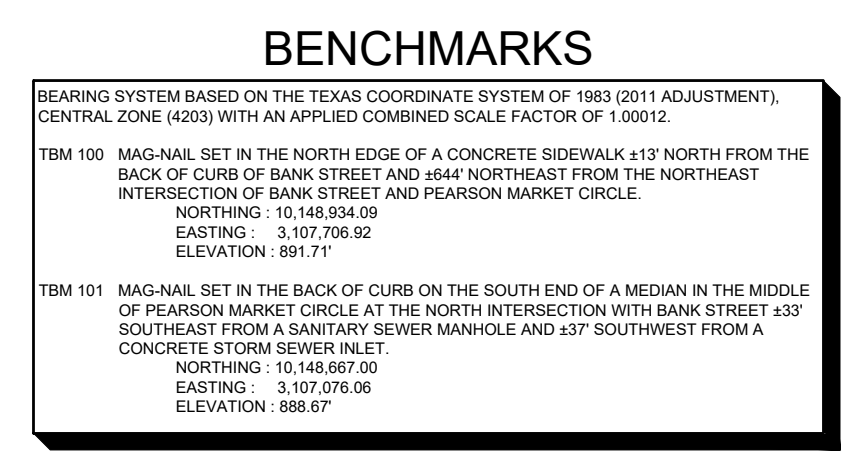 BENCHMARKS
BEARING SYSTEM BASED ON THE TEXAS COORDINATE SYSTEM OF 1983 (2011 ADJUSTMENT),
CENTRAL ZONE (4203) WITH AN APPLIED COMBINED SCALE FACTOR OF 1.00012.
TBM 100 MAG-NAIL SET IN THE NORTH EDGE OF A CONCRETE SIDEWALK ±13' NORTH FROM THE
BACK OF CURB OF BANK STREET AND ±644' NORTHEAST FROM THE NORTHEAST
INTERSECTION OF BANK STREET AND PEARSON MARKET CIRCLE.
NORTHING : 10,148,934.09
EASTING : 3,107,706.92
ELEVATION : 891.71'
TBM 101 MAG-NAIL SET IN THE BACK OF CURB ON THE SOUTH END OF A MEDIAN IN THE MIDDLE
OF PEARSON MARKET CIRCLE AT THE NORTH INTERSECTION WITH BANK STREET ±33'
SOUTHEAST FROM A SANITARY SEWER MANHOLE AND ±37' SOUTHWEST FROM A
CONCRETE STORM SEWER INLET.
NORTHING : 10,148,667.00
EASTING : 3,107,076.06
ELEVATION : 888.67'